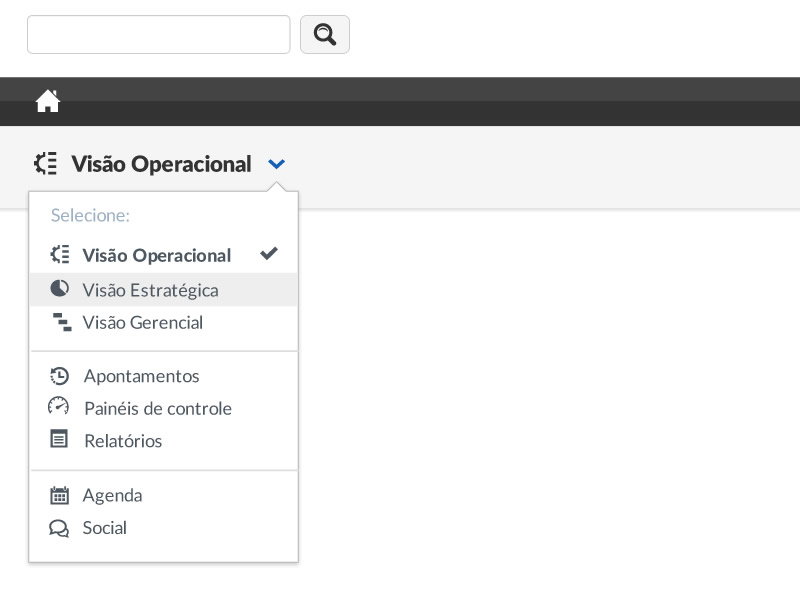 Visão Operacional
Selecione:
Visão Operacional
Visão Estratégica
Visão Gerencial
Apontamentos
Painéis de controle
Relatórios
Agenda
Social